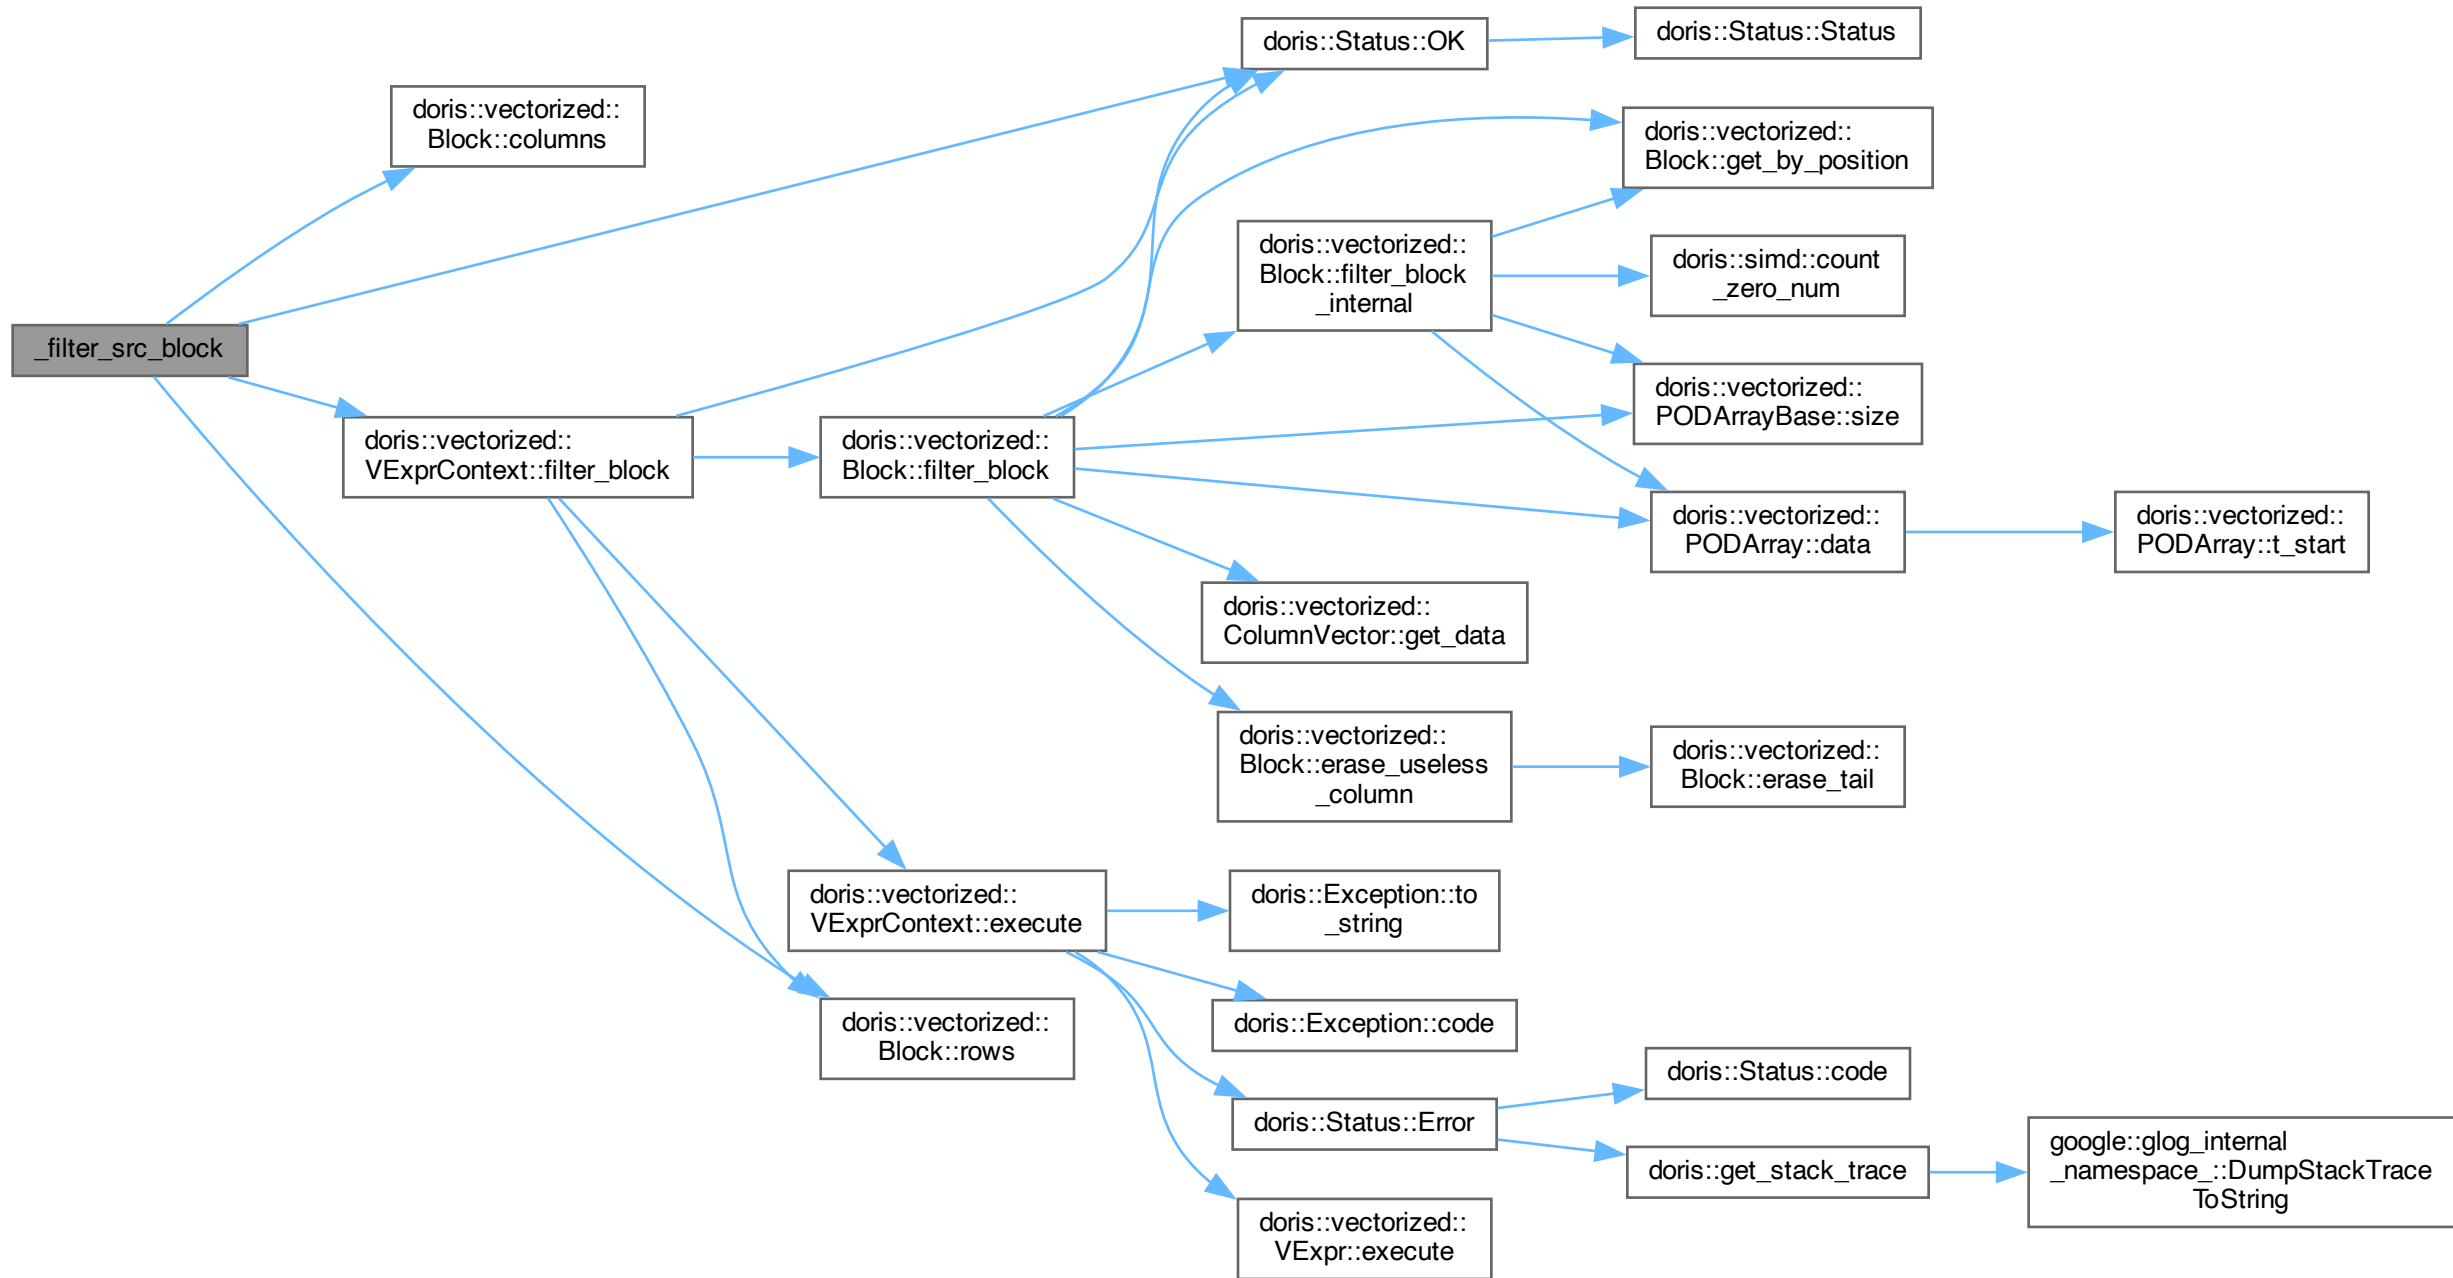 _filter_src_block
doris::vectorized::
Block::columns
doris::vectorized::
VExprContext::filter_block
doris::vectorized::
Block::filter_block
doris::vectorized::
VExprContext::execute
doris::vectorized::
Block::rows
doris::Status::OK
doris::vectorized::
Block::filter_block
_internal
doris::vectorized::
ColumnVector::get_data
doris::vectorized::
Block::erase_useless
_column
doris::Exception::to
_string
doris::Exception::code
doris::Status::Error
doris::vectorized::
VExpr::execute
doris::Status::Status
doris::vectorized::
Block::get_by_position
doris::simd::count
_zero_num
doris::vectorized::
PODArrayBase::size
doris::vectorized::
PODArray::data
doris::vectorized::
Block::erase_tail
doris::Status::code
doris::get_stack_trace
doris::vectorized::
PODArray::t_start
google::glog_internal
_namespace_::DumpStackTrace
ToString